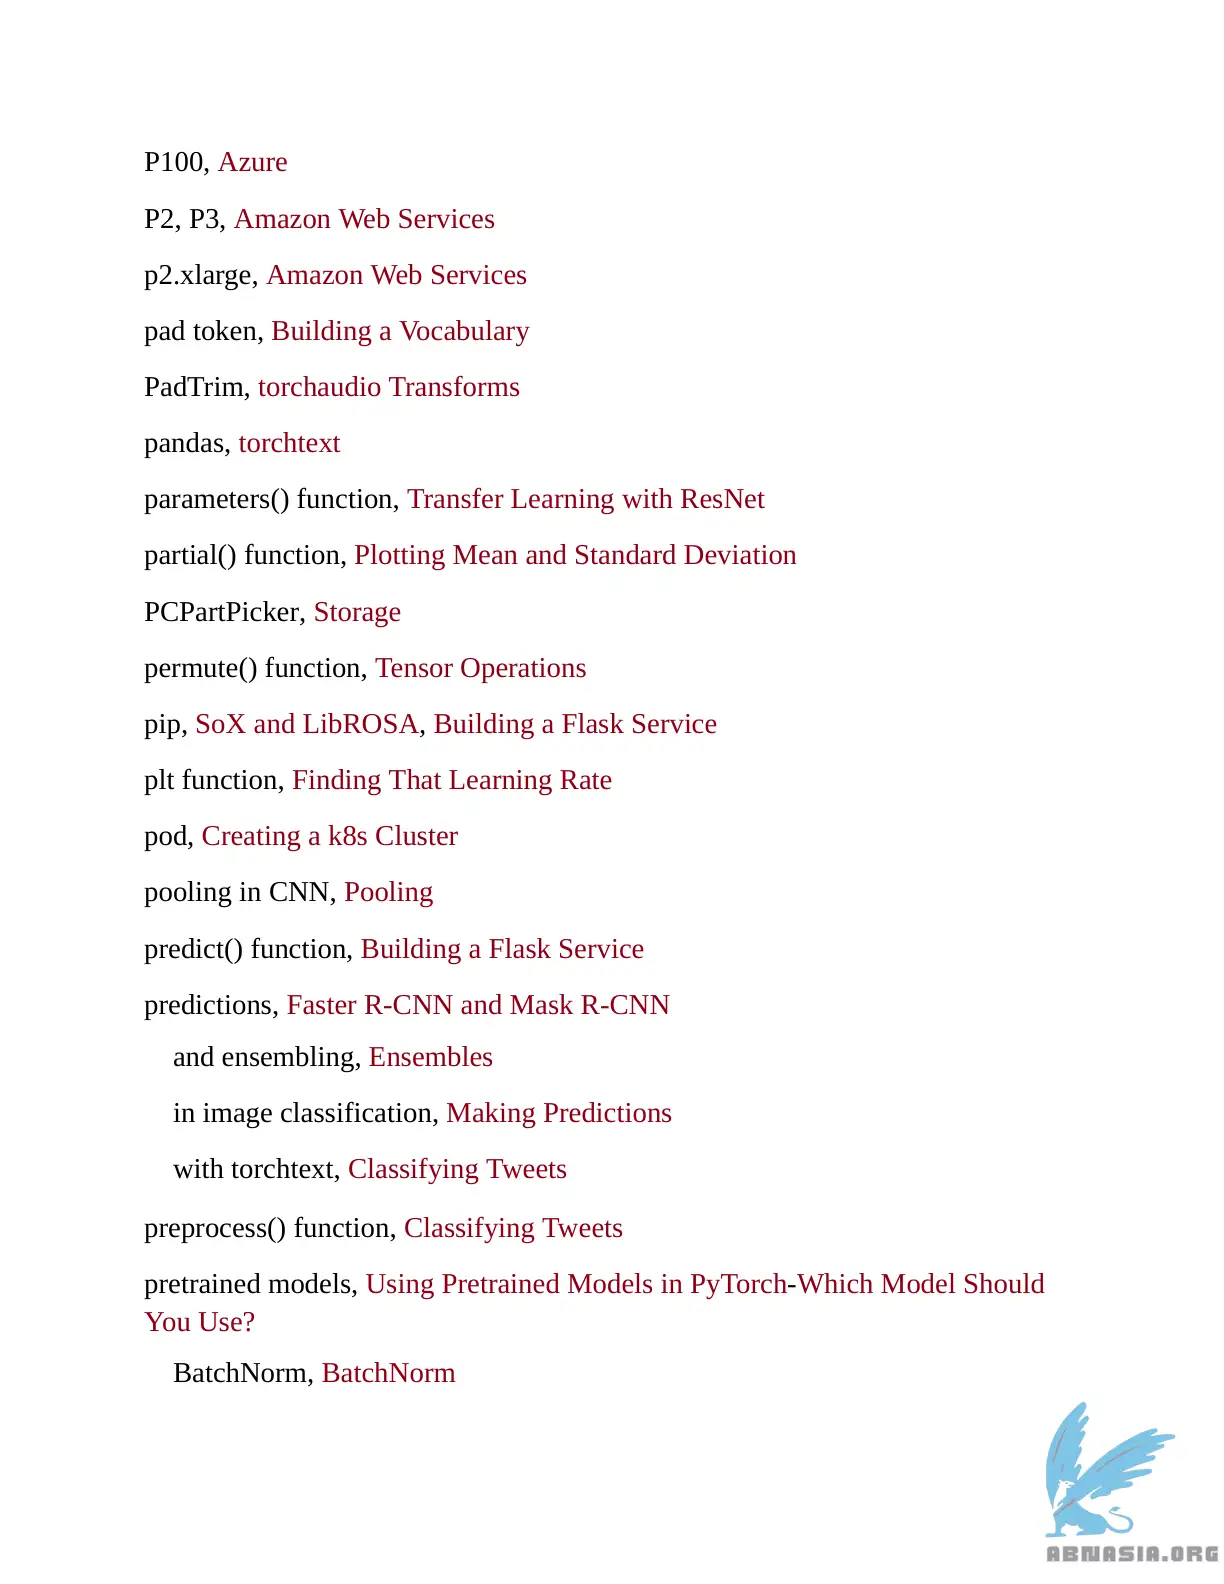 P100, Azure
P2, P3, Amazon Web Services
p2.xlarge, Amazon Web Services
pad token, Building a Vocabulary
PadTrim, torchaudio Transforms
pandas, torchtext
parameters() function, Transfer Learning with ResNet
partial() function, Plotting Mean and Standard Deviation
PCPartPicker, Storage
permute() function, Tensor Operations
pip, SoX and LibROSA, Building a Flask Service
plt function, Finding That Learning Rate
pod, Creating a k8s Cluster
pooling in CNN, Pooling
predict() function, Building a Flask Service
predictions, Faster R-CNN and Mask R-CNN
and ensembling, Ensembles
in image classification, Making Predictions
with torchtext, Classifying Tweets
preprocess() function, Classifying Tweets
pretrained models, Using Pretrained Models in PyTorch-Which Model Should
You Use?
BatchNorm, BatchNorm
ABNASIA.ORG